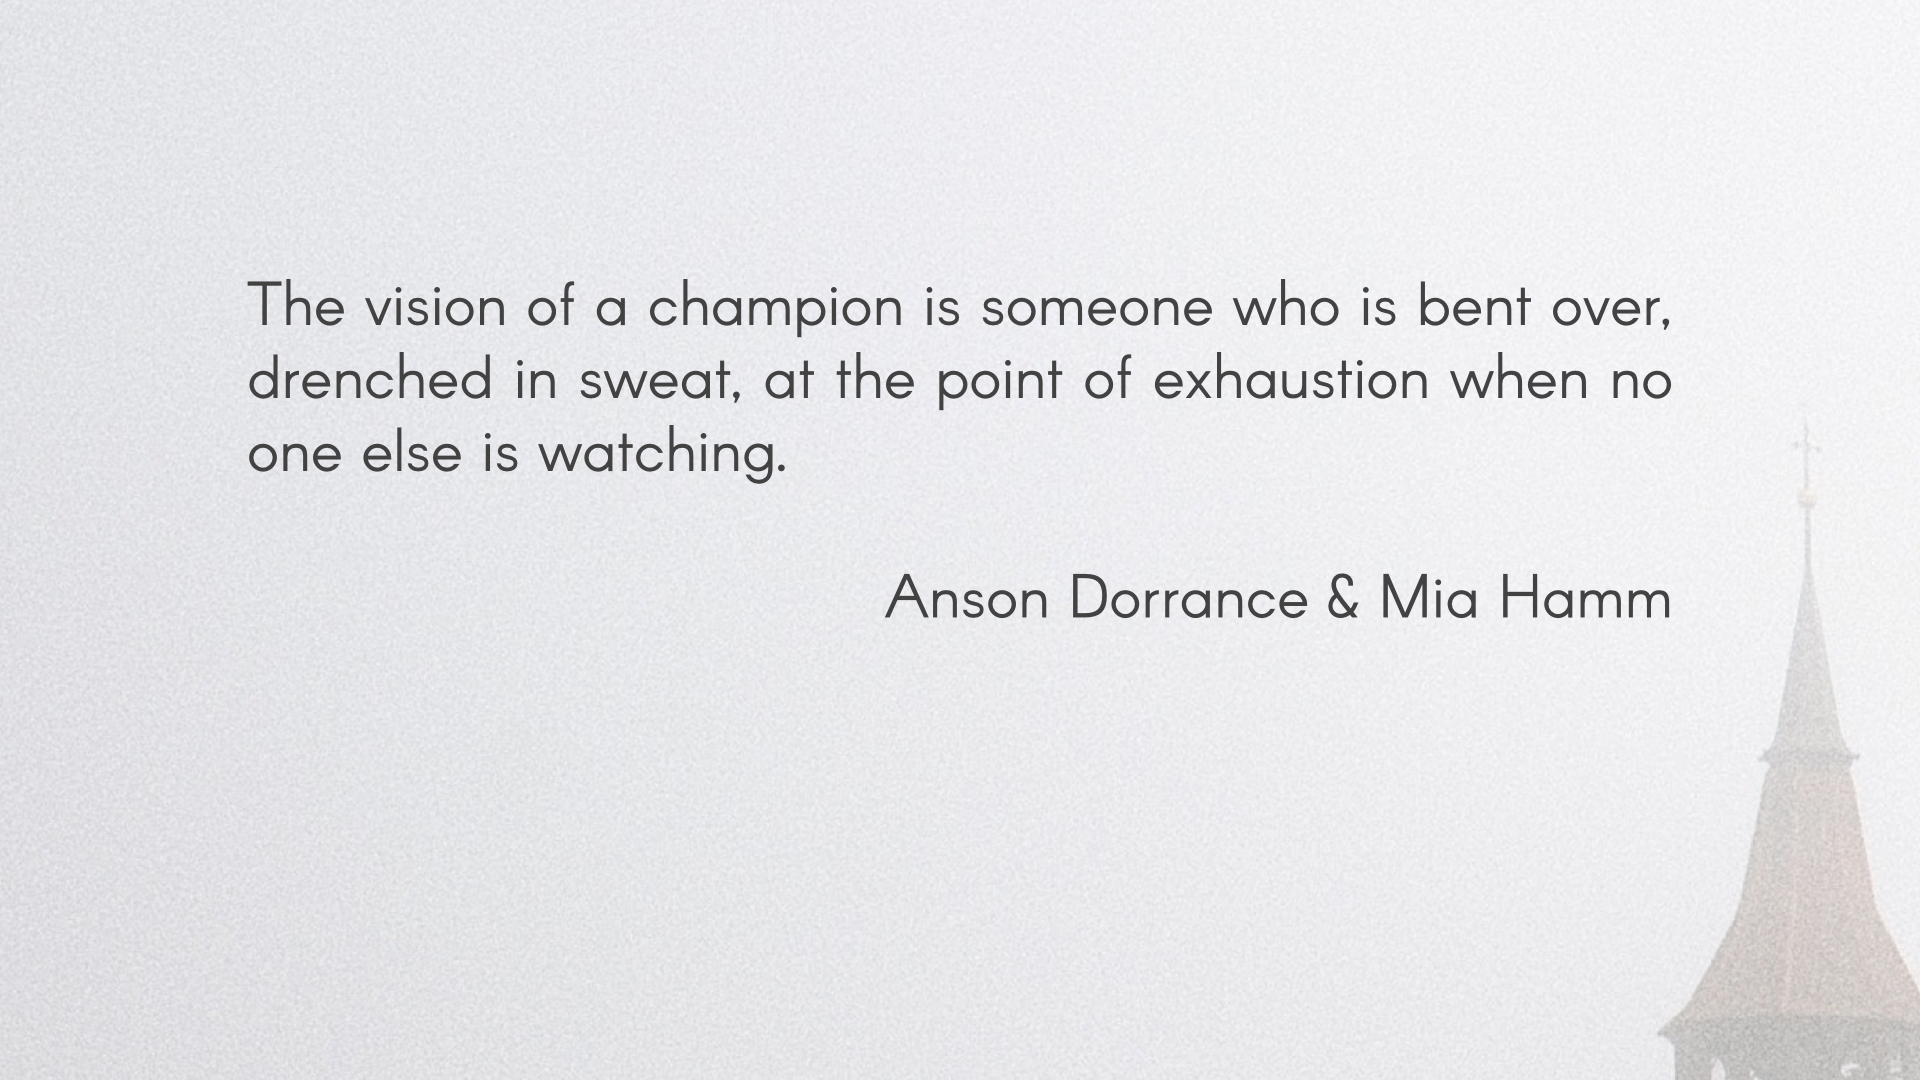 The vision of a champion is someone who is bent over,
drenched in sweat, at the point of exhaustion when no
one else is watching.
Anson Dorrance & Mia Hamm